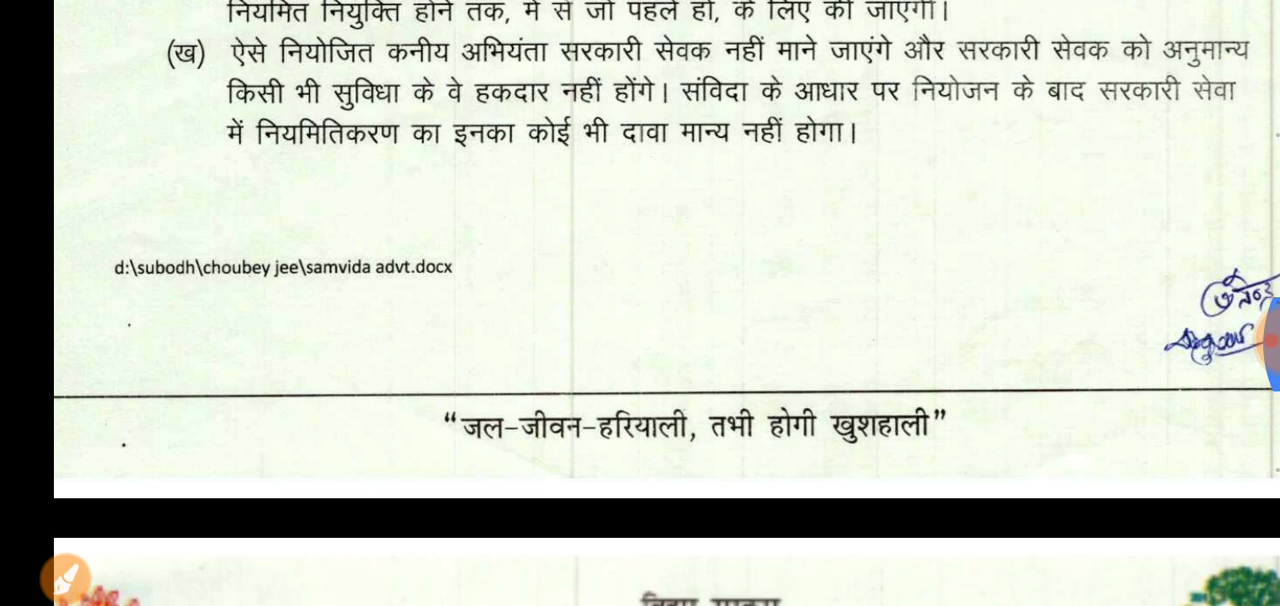 नियमित नियुक्ति होने तक, में से जो पहले हो, के लिए की जाएगी।
(ख) ऐसे नियोजित कनीय अभियंता सरकारी सेवक नहीं माने जाएंगे और सरकारी सेवक को अनुमान्य
किसी भी सुविधा के वे हकदार नहीं होंगे। संविदा के आधार पर नियोजन के बाद सरकारी सेवा
में नियमितिकरण का इनका कोई भी दावा मान्य नहीं होगा।
d:\subodh\choubey jee\samvida advt.docx
“जल-जीवन-हरियाली, तभी होगी खुशहाली”